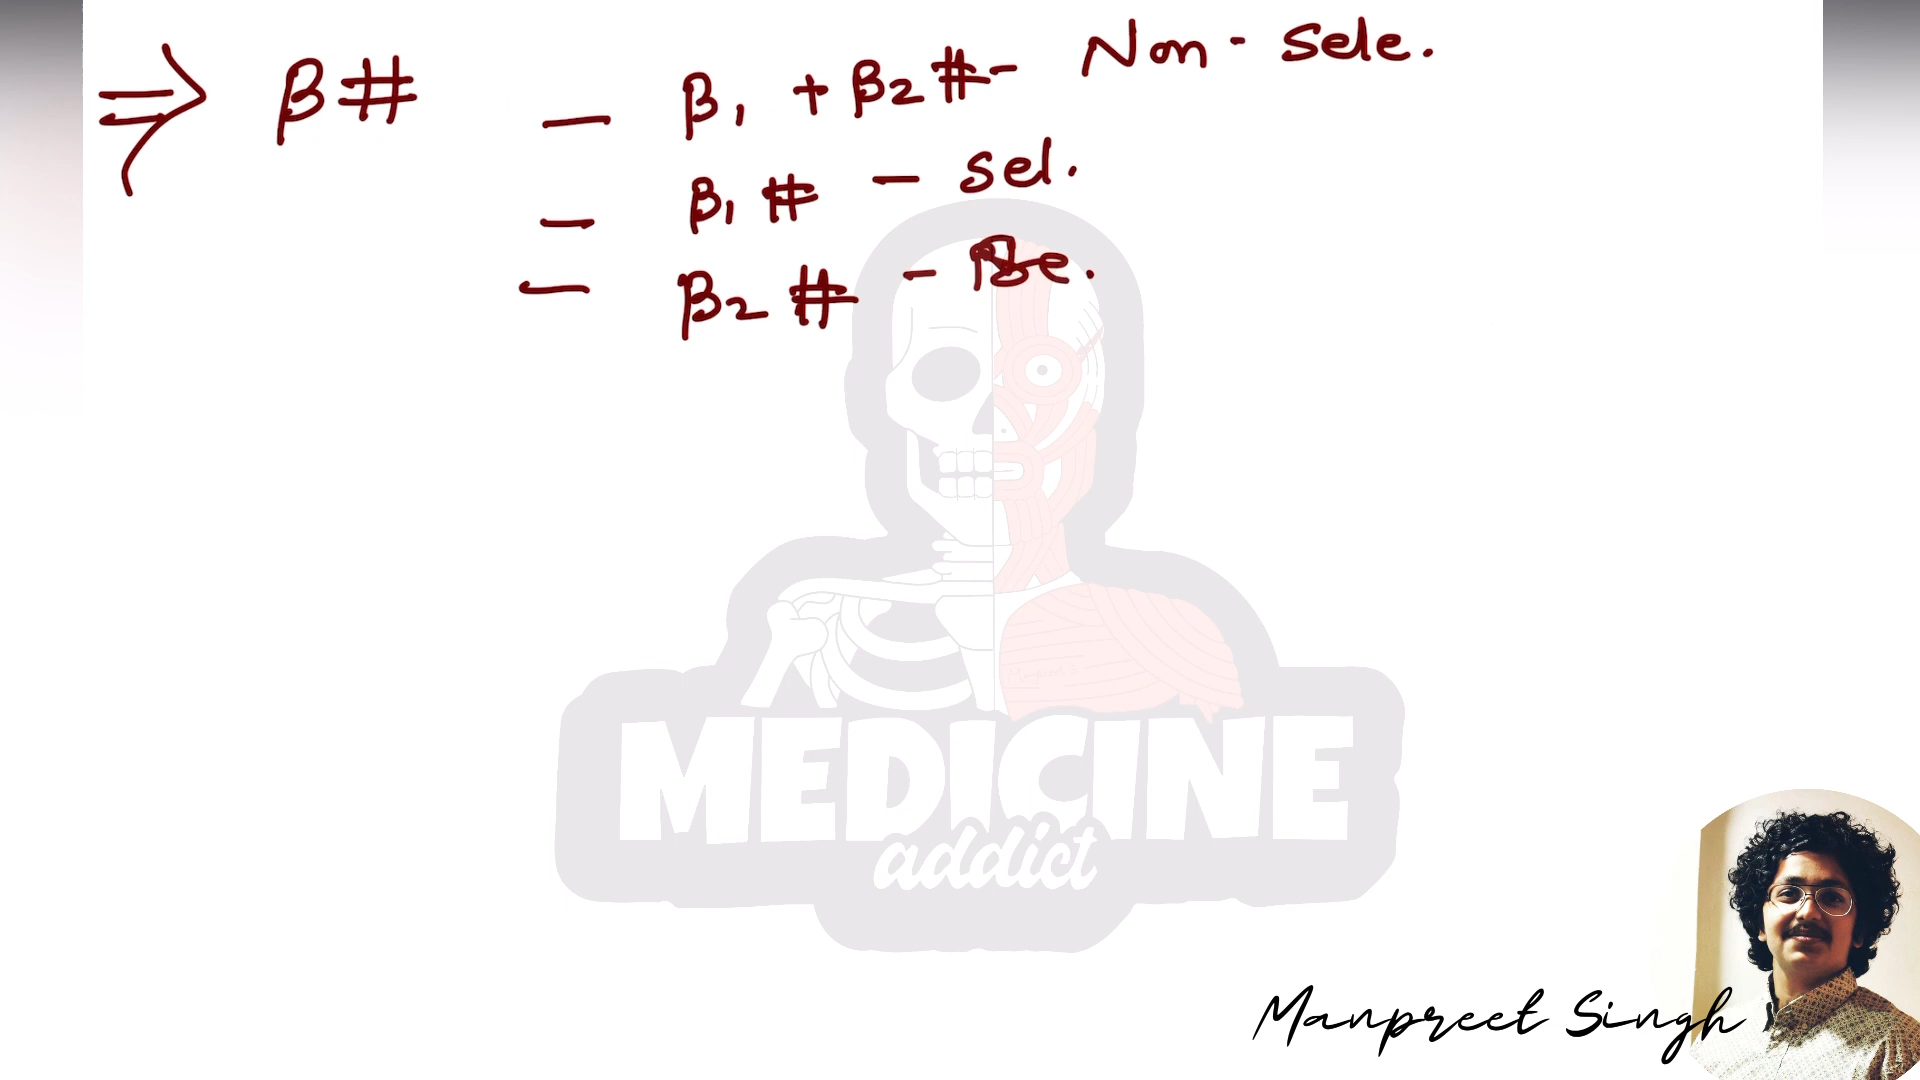 ⇒ β# — β₁ + β₂ # - Non - Sele.
— β₁ # — Sel.
— β₂ # -
MEDICINE
addict
Manpreet Singh